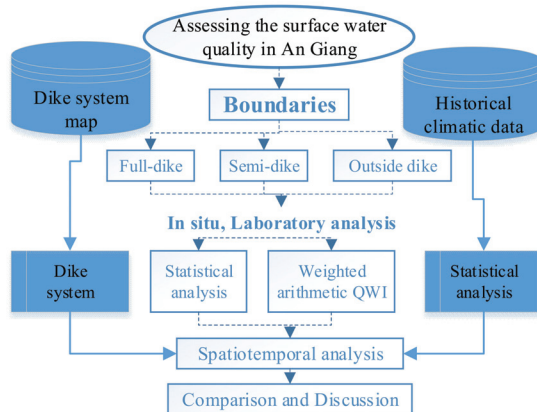 Assessing the surface water
quality in An Giang
Dike system
map
Boundaries
Historical
climatic data
Full-dike
Semi-dike
Outside dike
In situ, Laboratory analysis
Dike
system
Statistical
analysis
Weighted
arithmetic QWI
Statistical
analysis
Spatiotemporal analysis
Comparison and Discussion